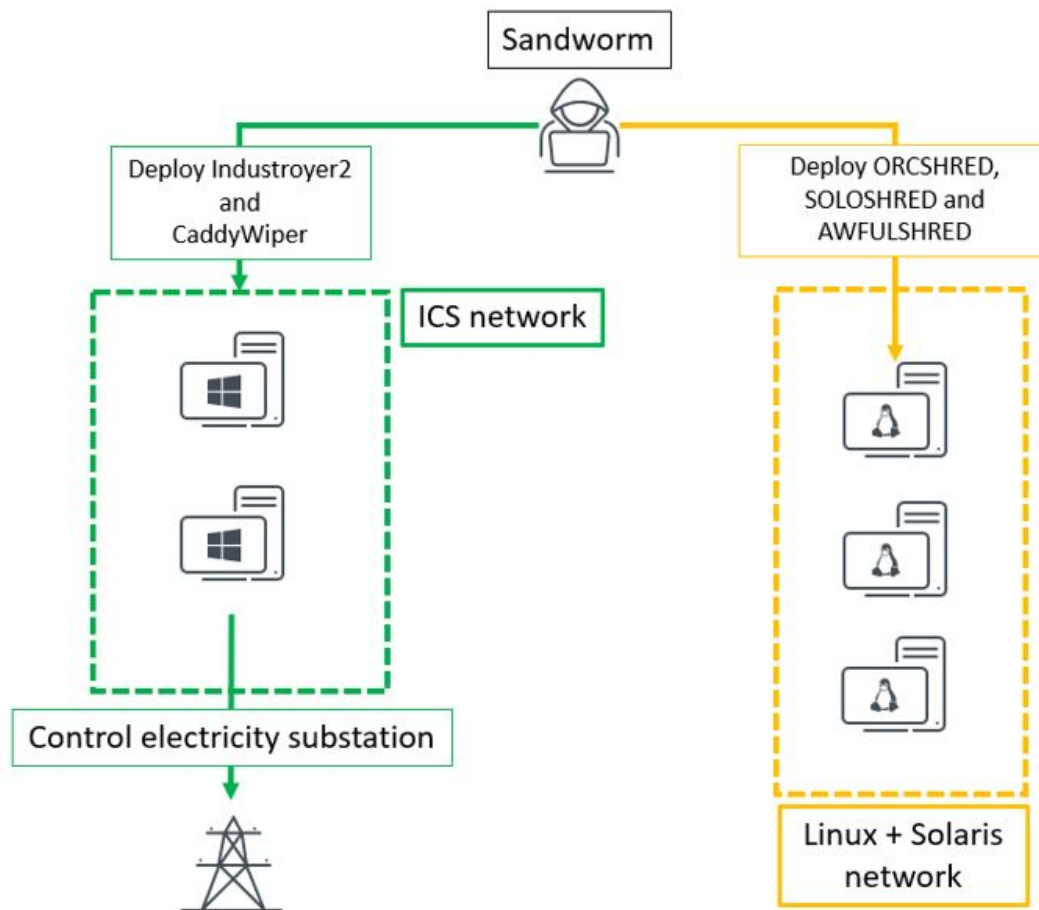 Sandworm
Deploy Industroyer2
and
CaddyWiper
Deploy ORCSHRED,
SOLOSHRED and
AWFULSHRED
ICS network
Control electricity substation
Linux + Solaris
network